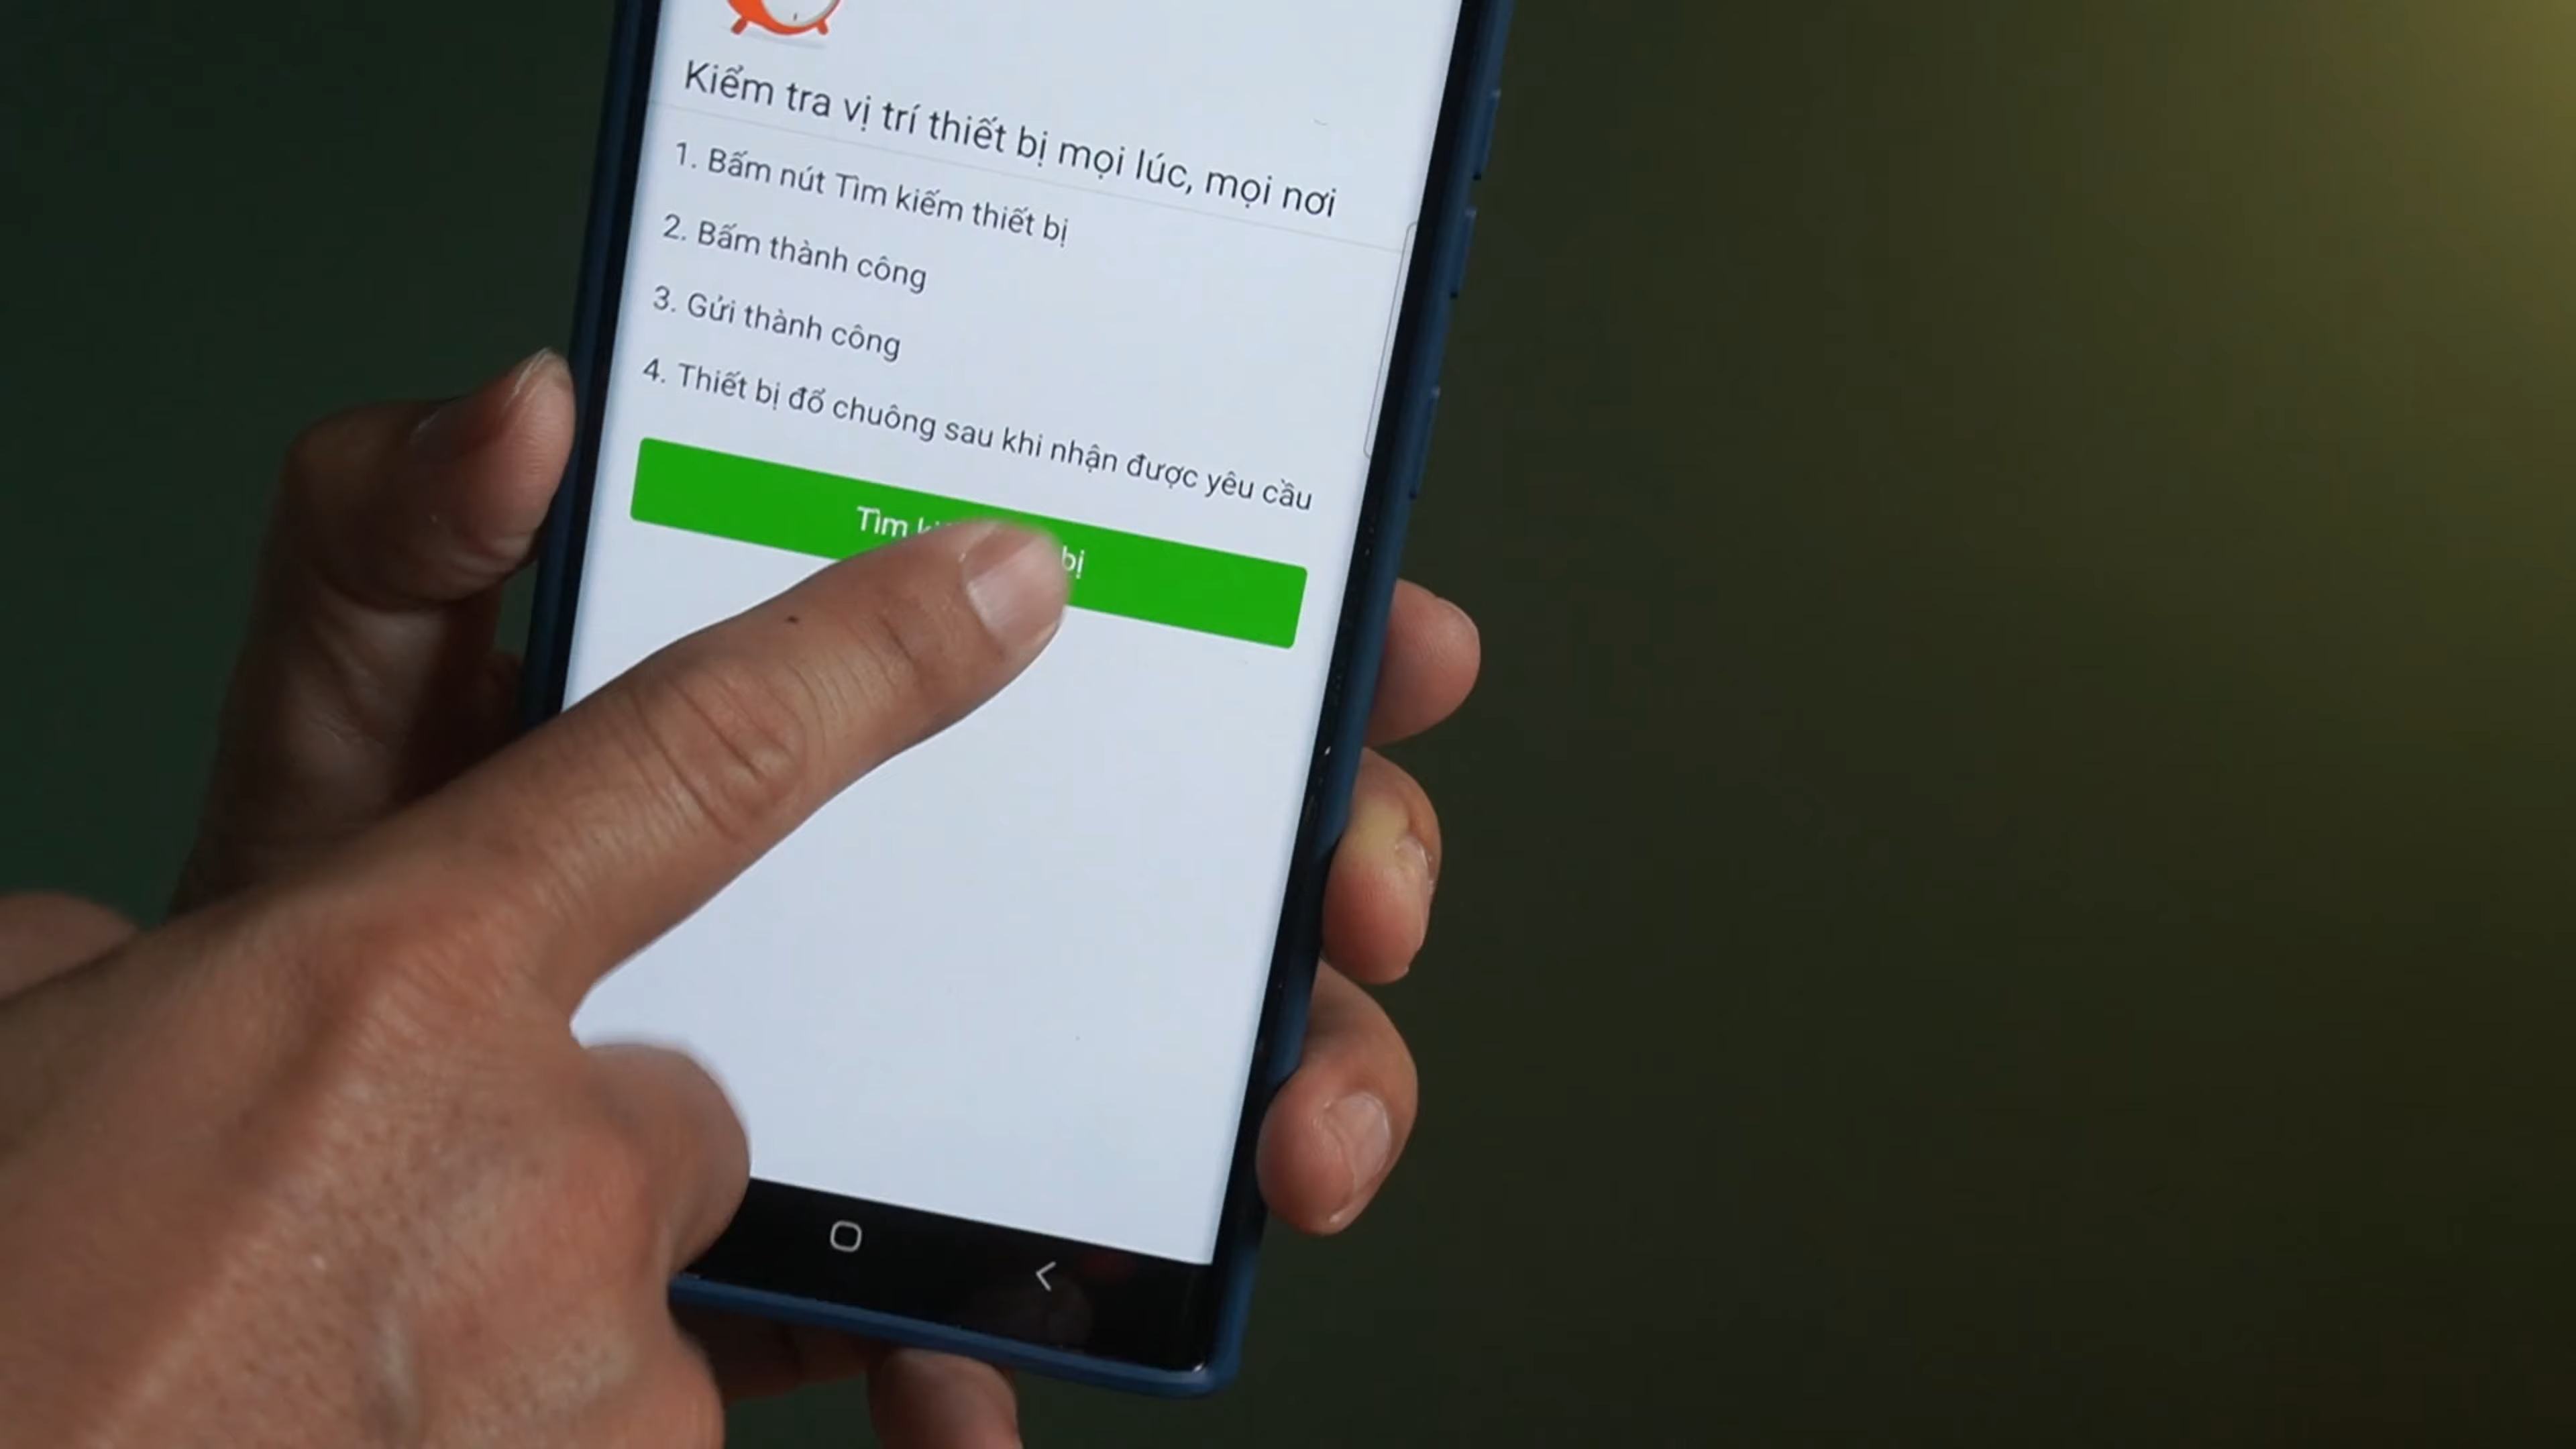 Kiểm tra vị trí thiết bị mọi lúc, mọi nơi
1. Bấm nút Tìm kiếm thiết bị
2. Bấm thành công
3. Gửi thành công
4. Thiết bị đổ chuông sau khi nhận được yêu cầu
Tìm bị